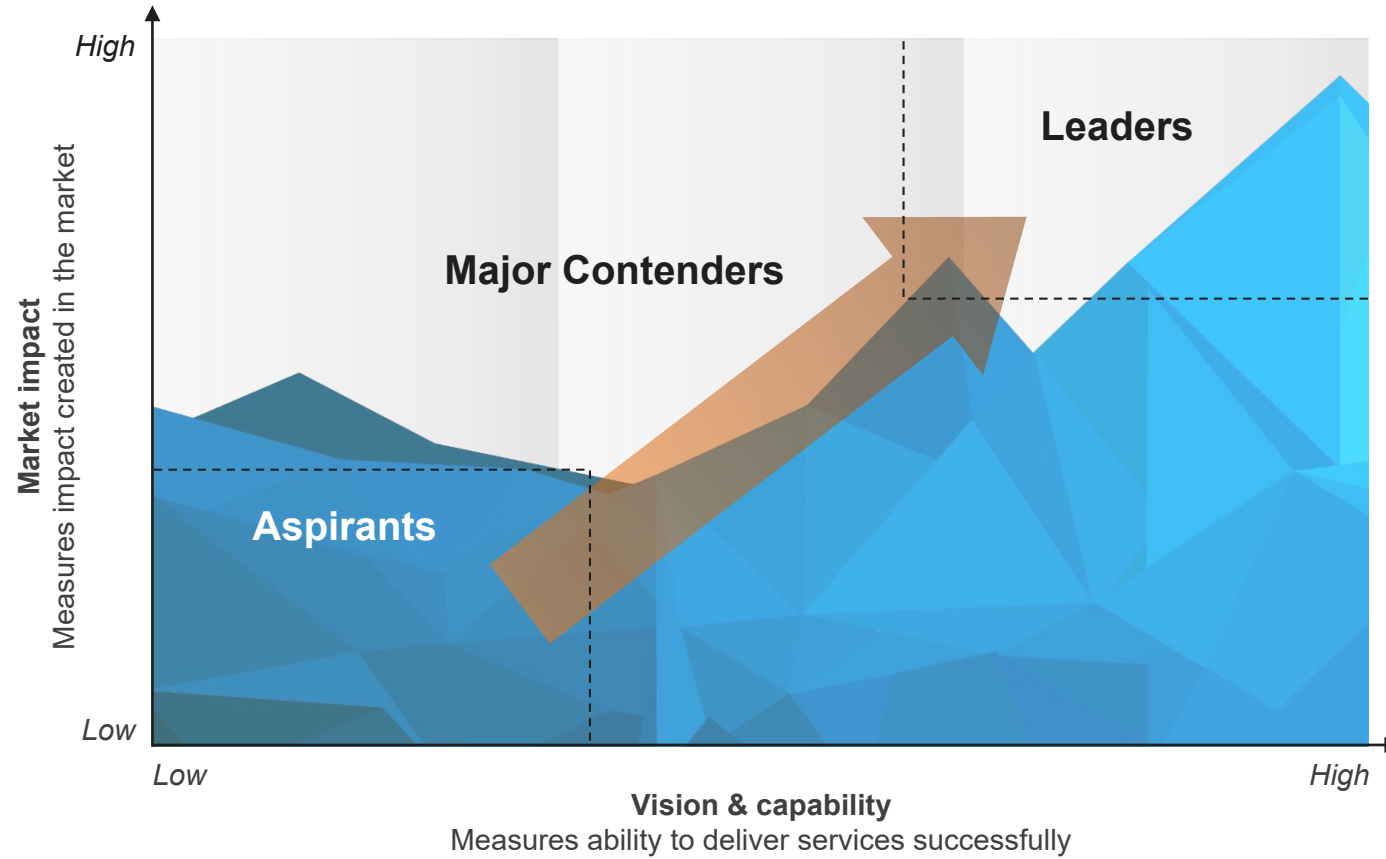 High
Leaders
Major Contenders
Market impact
Measures impact created in the market
Aspirants
Low
Low
High
Vision & capability
Measures ability to deliver services successfully